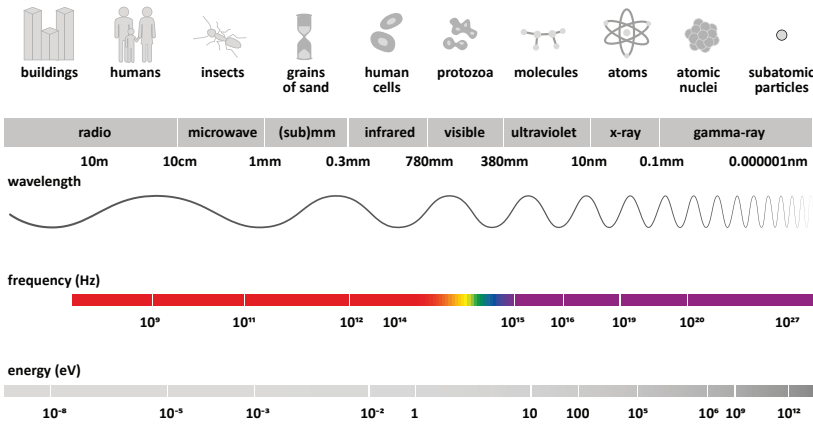 buildings humans insects grains of sand human cells protozoa molecules atoms atomic nuclei subatomic particles
radio microwave (sub)mm infrared visible ultraviolet x-ray gamma-ray
10m 10cm 1mm 0.3mm 780mm 380mm 10nm 0.1mm 0.000001nm
wavelength
frequency (Hz)
10⁹ 10¹¹ 10¹² 10¹⁴ 10¹⁵ 10¹⁶ 10¹⁹ 10²⁰ 10²⁷
energy (eV)
10⁻⁸ 10⁻⁵ 10⁻³ 10⁻² 1 10 100 10⁵ 10⁶ 10⁹ 10¹²